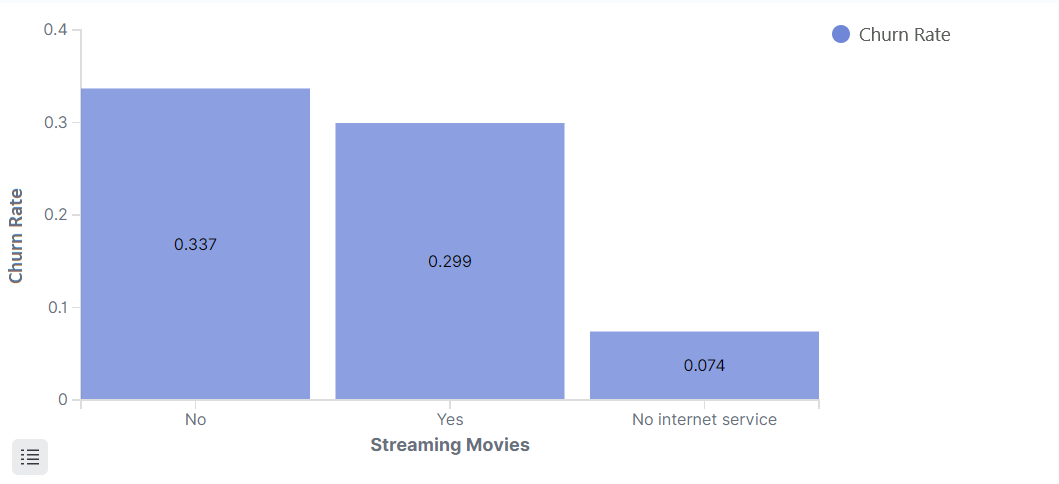 Churn Rate
0.4
0.3
0.2
0.1
0
Churn Rate
0.337
0.299
0.074
No
Yes
No internet service
Streaming Movies